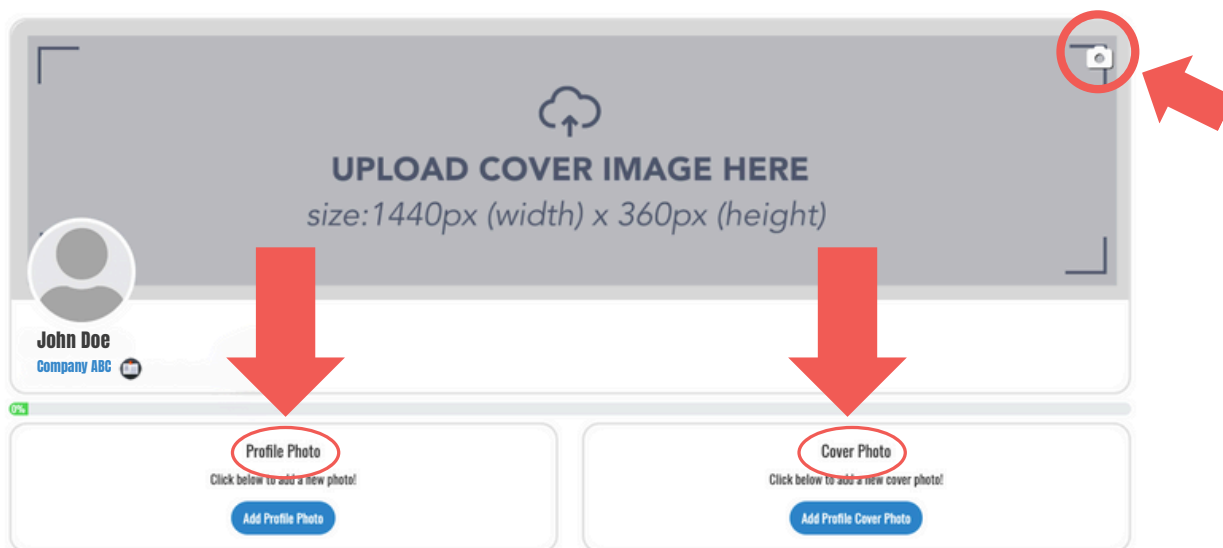 UPLOAD COVER IMAGE HERE
size:1440px (width) x 360px (height)
John Doe
Company ABC
0%
Profile Photo
Click below to add a new photo!
Add Profile Photo
Cover Photo
Click below to add a new cover photo!
Add Profile Cover Photo